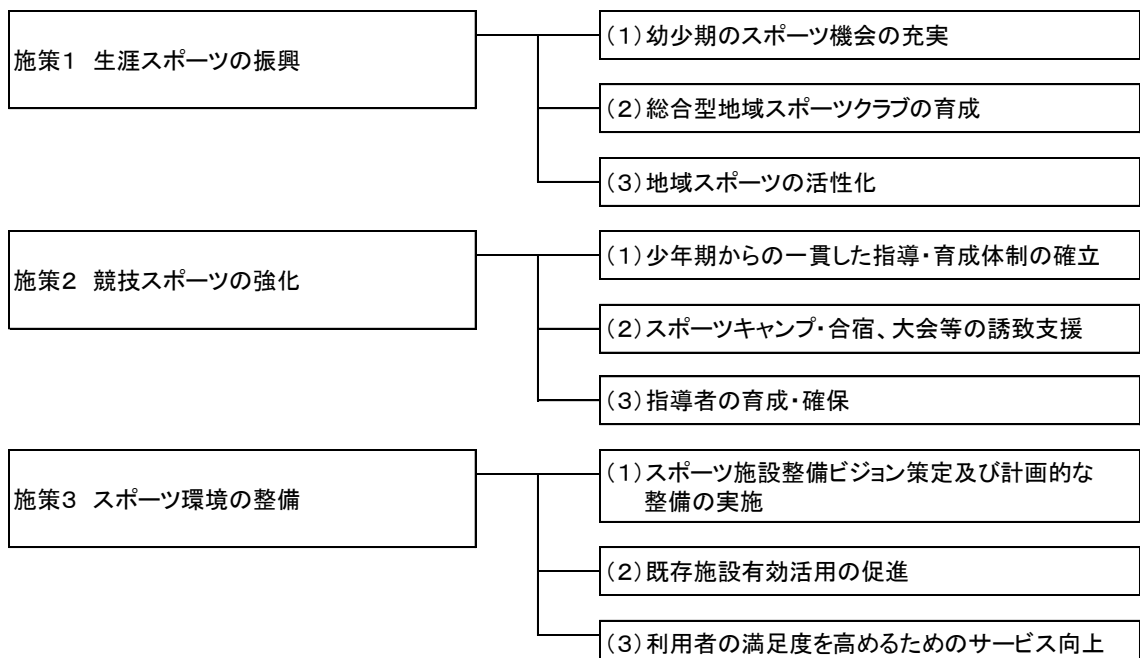 施策1 生涯スポーツの振興
(1)幼少期のスポーツ機会の充実
(2)総合型地域スポーツクラブの育成
(3)地域スポーツの活性化
施策2 競技スポーツの強化
(1)少年期からの一貫した指導・育成体制の確立
(2)スポーツキャンプ・合宿、大会等の誘致支援
(3)指導者の育成・確保
施策3 スポーツ環境の整備
(1)スポーツ施設整備ビジョン策定及び計画的な
整備の実施
(2)既存施設有効活用の促進
(3)利用者の満足度を高めるためのサービス向上